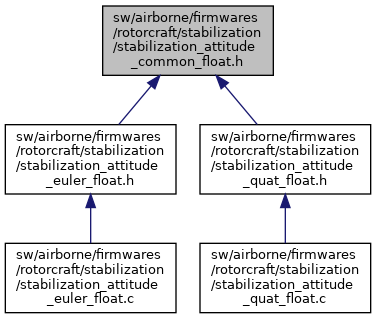 sw/airborne/firmwares
/rotorcraft/stabilization
/stabilization_attitude
_common_float.h
sw/airborne/firmwares
/rotorcraft/stabilization
/stabilization_attitude
_euler_float.h
sw/airborne/firmwares
/rotorcraft/stabilization
/stabilization_attitude
_quat_float.h
sw/airborne/firmwares
/rotorcraft/stabilization
/stabilization_attitude
_euler_float.c
sw/airborne/firmwares
/rotorcraft/stabilization
/stabilization_attitude
_quat_float.c